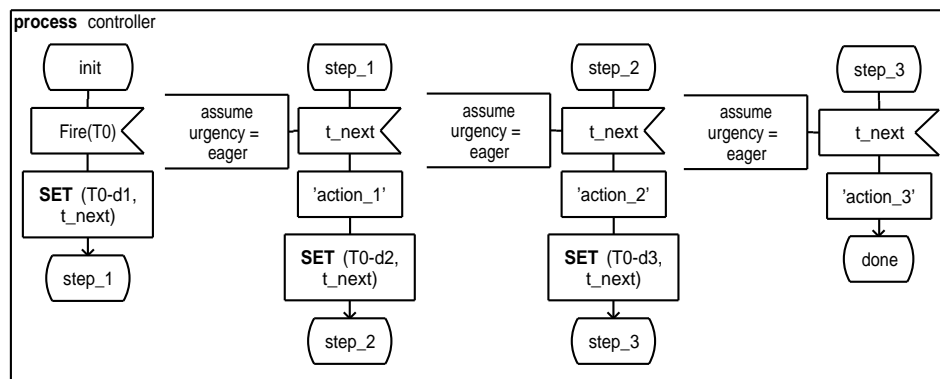 process controller
init
Fire(T0)
SET (T0-d1,
t_next)
step_1
step_1
assume
urgency =
eager
t_next
'action_1'
SET (T0-d2,
t_next)
step_2
step_2
assume
urgency =
eager
t_next
'action_2'
SET (T0-d3,
t_next)
step_3
step_3
assume
urgency =
eager
t_next
'action_3'
done